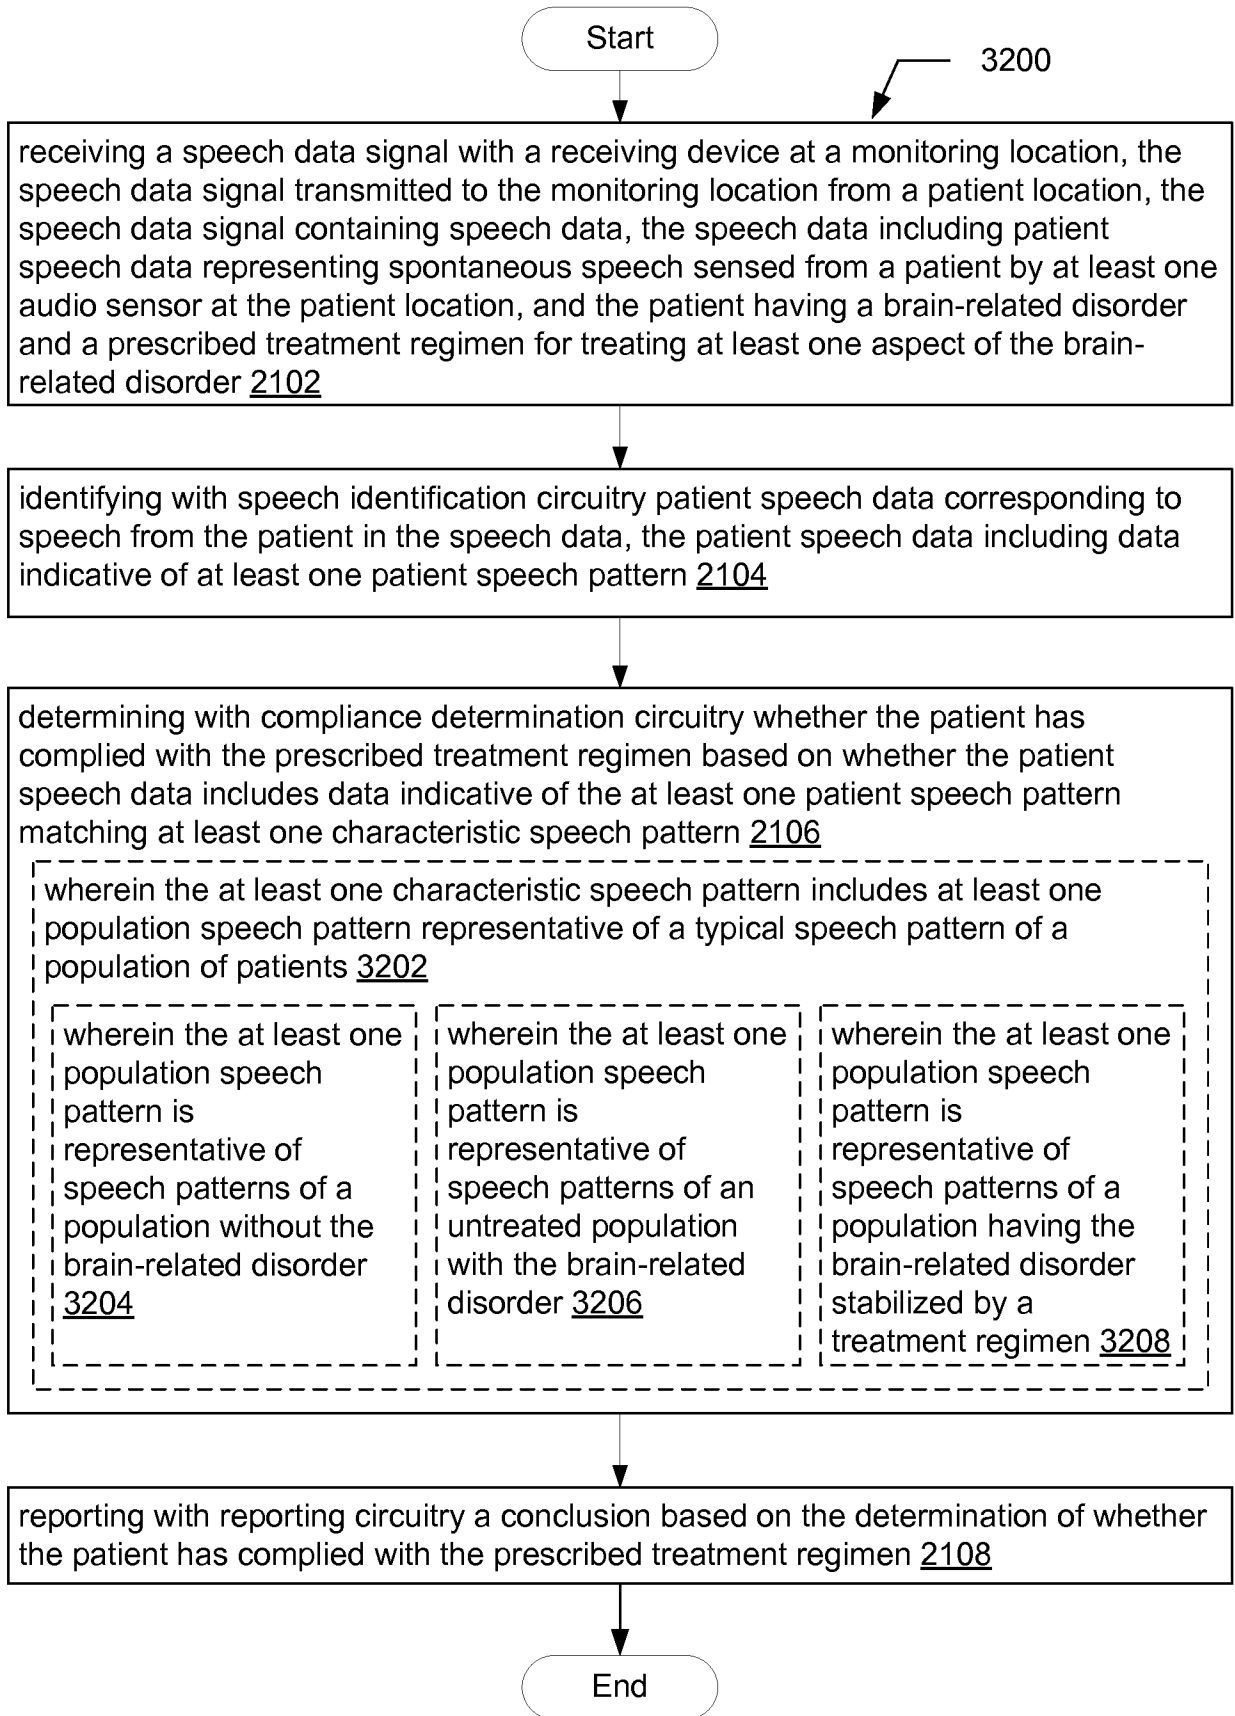 Start
3200
receiving a speech data signal with a receiving device at a monitoring location, the
speech data signal transmitted to the monitoring location from a patient location, the
speech data signal containing speech data, the speech data including patient
speech data representing spontaneous speech sensed from a patient by at least one
audio sensor at the patient location, and the patient having a brain-related disorder
and a prescribed treatment regimen for treating at least one aspect of the brain-
related disorder 2102
identifying with speech identification circuitry patient speech data corresponding to
speech from the patient in the speech data, the patient speech data including data
indicative of at least one patient speech pattern 2104
determining with compliance determination circuitry whether the patient has
complied with the prescribed treatment regimen based on whether the patient
speech data includes data indicative of the at least one patient speech pattern
matching at least one characteristic speech pattern 2106
wherein the at least one characteristic speech pattern includes at least one
population speech pattern representative of a typical speech pattern of a
population of patients 3202
wherein the at least one
population speech
pattern is
representative of
speech patterns of a
population without the
brain-related disorder
3204
wherein the at least one
population speech
pattern is
representative of
speech patterns of an
untreated population
with the brain-related
disorder 3206
wherein the at least one
population speech
pattern is
representative of
speech patterns of a
population having the
brain-related disorder
stabilized by a
treatment regimen 3208
reporting with reporting circuitry a conclusion based on the determination of whether
the patient has complied with the prescribed treatment regimen 2108
End